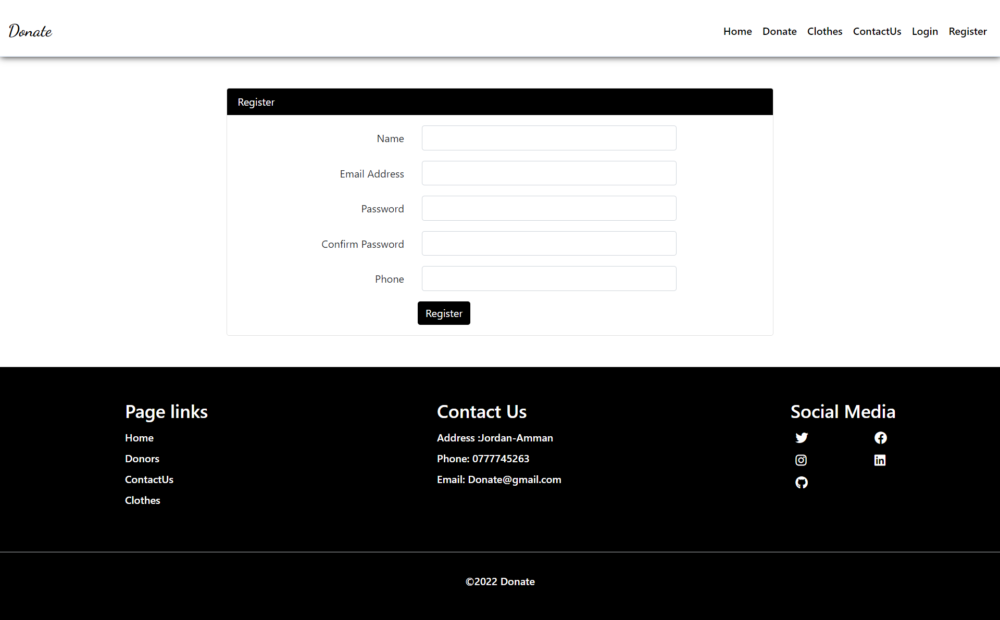 Donate
Home Donate Clothes ContactUs Login Register
Register
Name
Email Address
Password
Confirm Password
Phone
Register
Page links
Home
Donors
ContactUs
Clothes
Contact Us
Address :Jordan-Amman
Phone: 0777745263
Email: Donate@gmail.com
Social Media
©2022 Donate